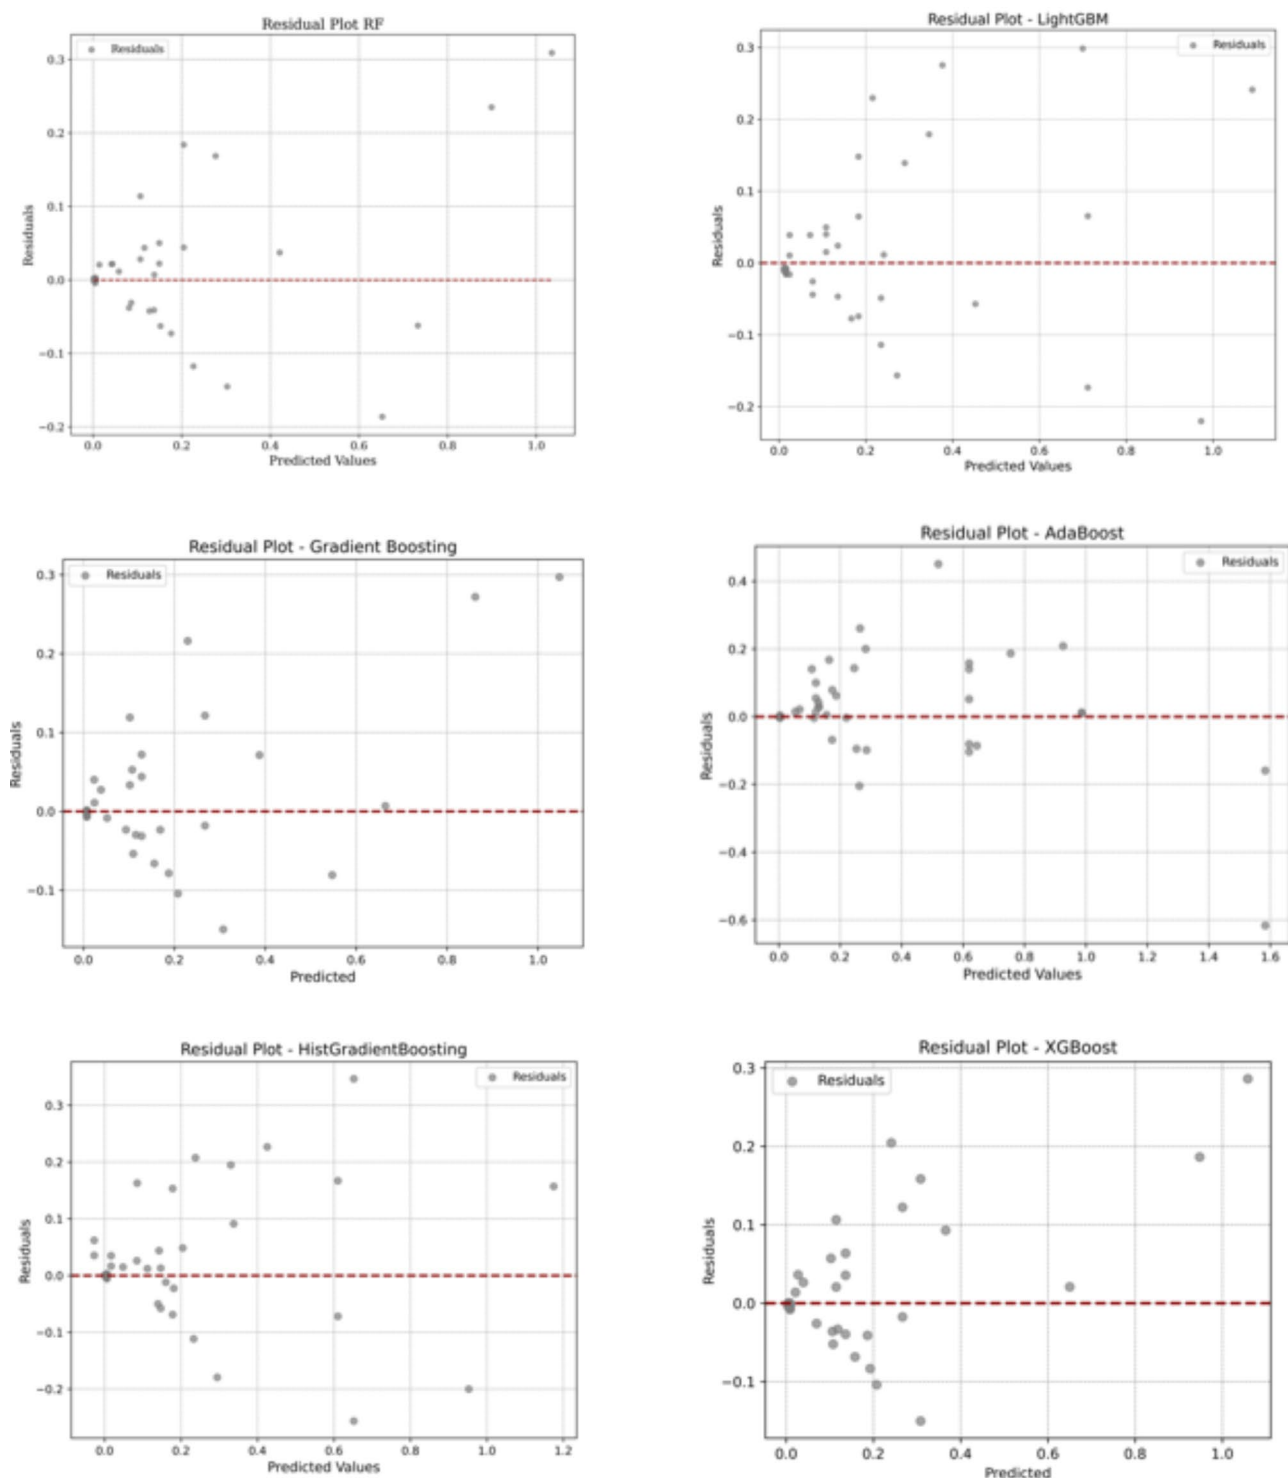 Residual Plot RF
Residuals
0.3
0.2
0.1
0.0
−0.1
−0.2
Residuals
0.0 0.2 0.4 0.6 0.8 1.0
Predicted Values
Residual Plot - LightGBM
Residuals
0.3
0.2
0.1
0.0
−0.1
−0.2
Residuals
0.0 0.2 0.4 0.6 0.8 1.0
Predicted Values
Residual Plot - Gradient Boosting
Residuals
0.3
0.2
0.1
0.0
−0.1
Residuals
0.0 0.2 0.4 0.6 0.8 1.0
Predicted
Residual Plot - AdaBoost
Residuals
0.4
0.2
0.0
−0.2
−0.4
−0.6
Residuals
0.0 0.2 0.4 0.6 0.8 1.0 1.2 1.4 1.6
Predicted Values
Residual Plot - HistGradientBoosting
Residuals
0.3
0.2
0.1
0.0
−0.1
−0.2
Residuals
0.0 0.2 0.4 0.6 0.8 1.0 1.2
Predicted Values
Residual Plot - XGBoost
Residuals
0.3
0.2
0.1
0.0
−0.1
Residuals
0.0 0.2 0.4 0.6 0.8 1.0
Predicted